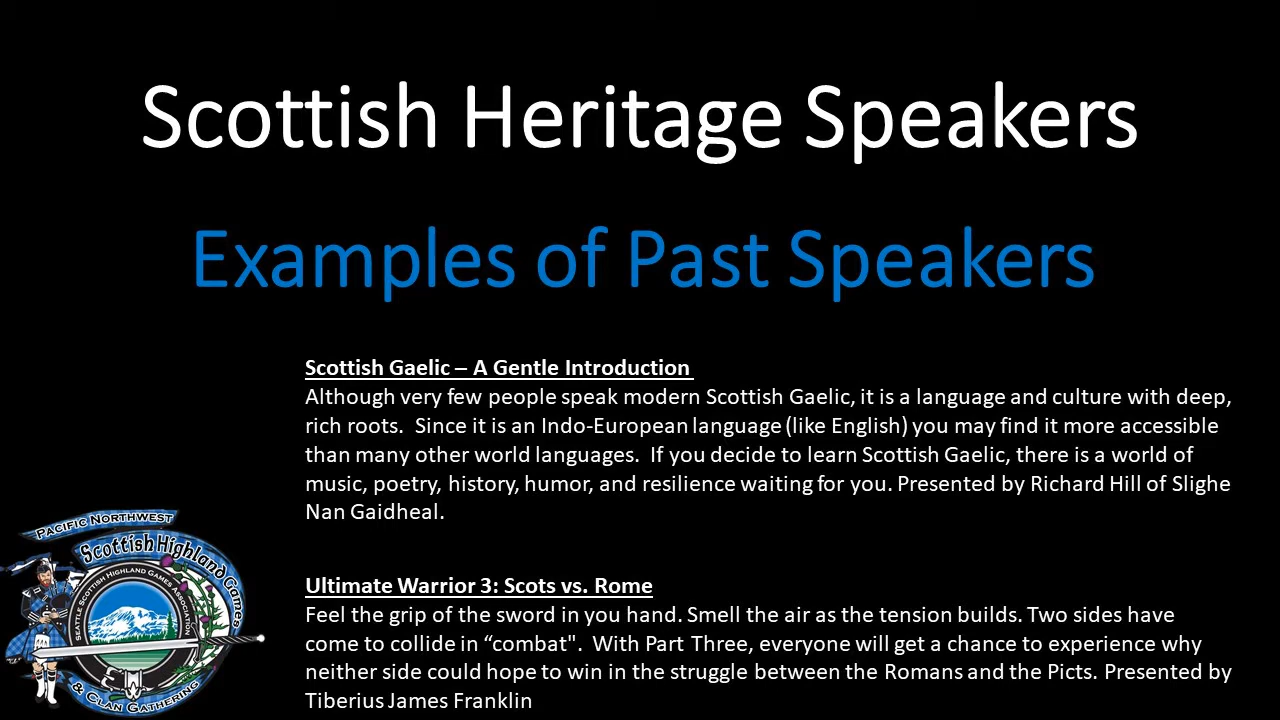 Scottish Heritage Speakers
Examples of Past Speakers
Scottish Gaelic – A Gentle Introduction
Although very few people speak modern Scottish Gaelic, it is a language and culture with deep,
rich roots.  Since it is an Indo-European language (like English) you may find it more accessible
than many other world languages.  If you decide to learn Scottish Gaelic, there is a world of
music, poetry, history, humor, and resilience waiting for you. Presented by Richard Hill of Slighe
Nan Gaidheal.
Ultimate Warrior 3: Scots vs. Rome
Feel the grip of the sword in you hand. Smell the air as the tension builds. Two sides have
come to collide in “combat".  With Part Three, everyone will get a chance to experience why
neither side could hope to win in the struggle between the Romans and the Picts. Presented by
Tiberius James Franklin
Pacific Northwest
Scottish Highland Games
Seattle Scottish Highland Games Association
& Clan Gathering